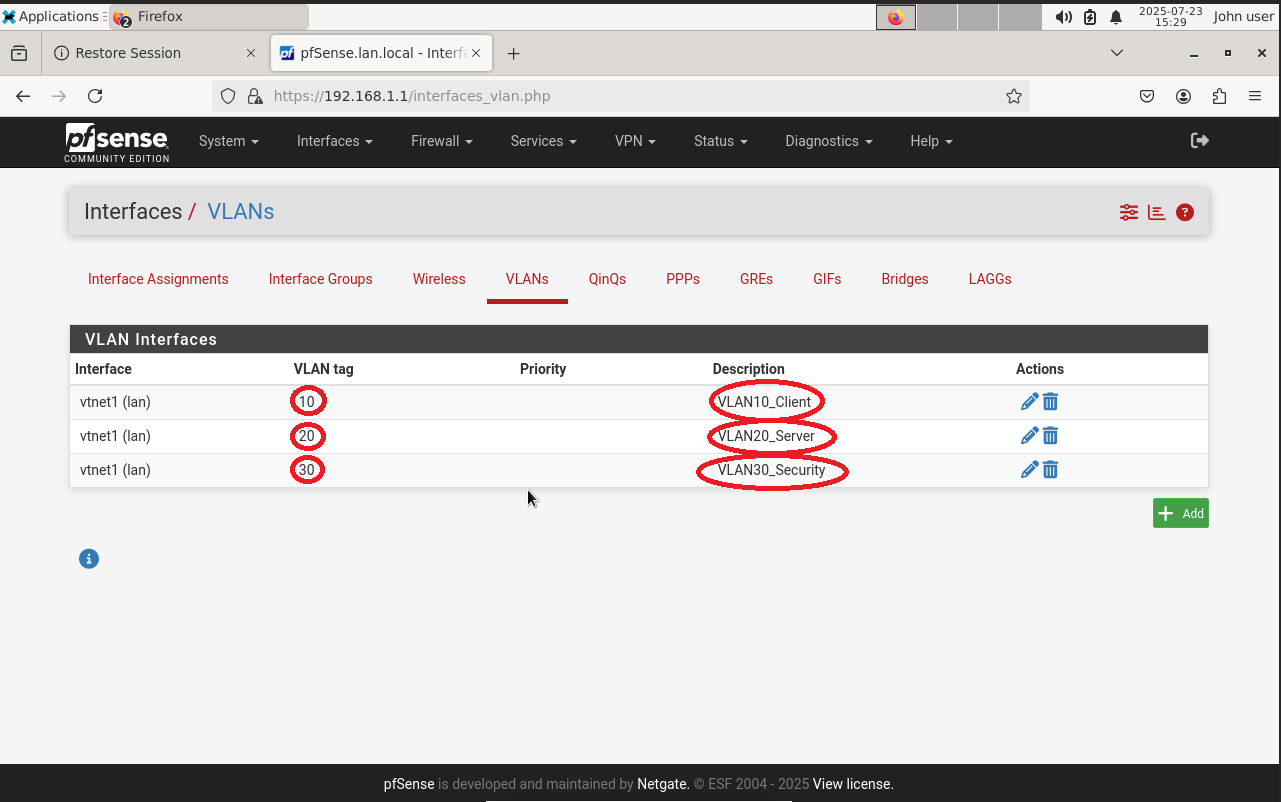 Applications
2
Firefox
2025-07-23
15:29
John user
Restore Session
pfSense.lan.local - Interfa
https://192.168.1.1/interfaces_vlan.php
pfsense
COMMUNITY EDITION
System
Interfaces
Firewall
Services
VPN
Status
Diagnostics
Help
Interfaces / VLANs
Interface Assignments
Interface Groups
Wireless
VLANs
QinQs
PPPs
GREs
GIFs
Bridges
LAGGs
VLAN Interfaces
Interface VLAN tag Priority Description Actions
vtnet1 (lan) 10 VLAN10_Client
vtnet1 (lan) 20 VLAN20_Server
vtnet1 (lan) 30 VLAN30_Security
+ Add
pfSense is developed and maintained by Netgate. © ESF 2004 - 2025 View license.